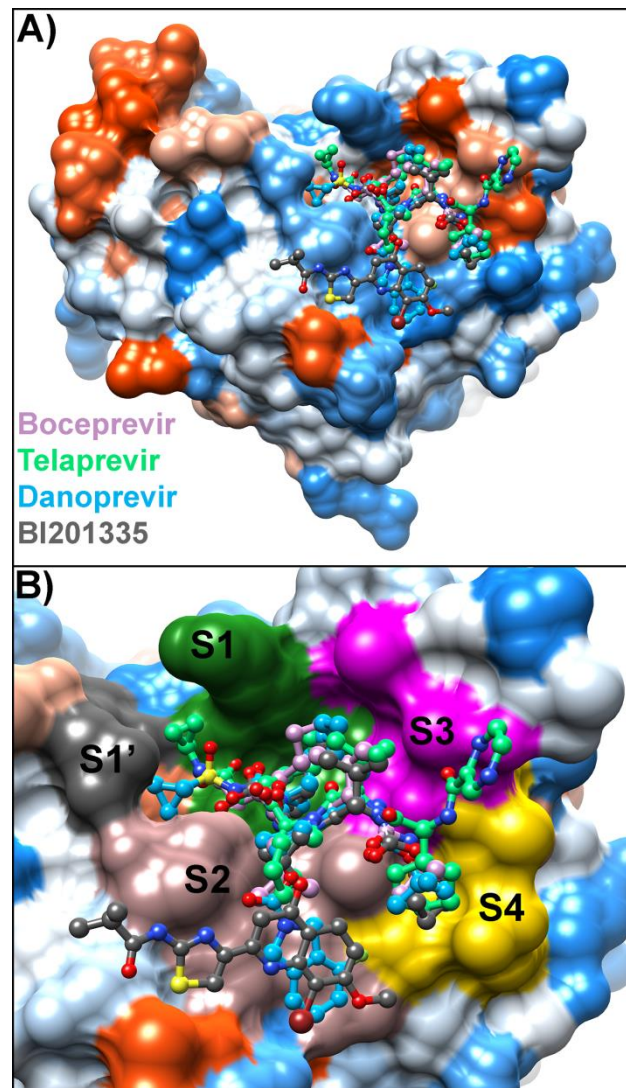 A)
Boceprevir
Telaprevir
Danoprevir
BI201335
B)
S1
S3
S1’
S2
S4